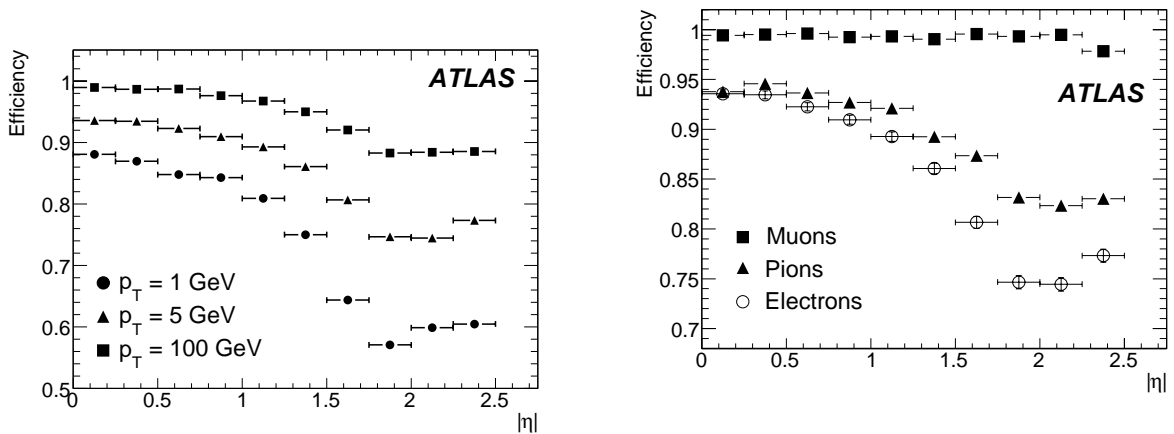 Efficiency
1
0.9
0.8
0.7
0.6
0.5
0 0.5 1 1.5 2 2.5
|η|
ATLAS
p_T = 1 GeV
p_T = 5 GeV
p_T = 100 GeV
Efficiency
1
0.95
0.9
0.85
0.8
0.75
0.7
0 0.5 1 1.5 2 2.5
|η|
ATLAS
Muons
Pions
Electrons